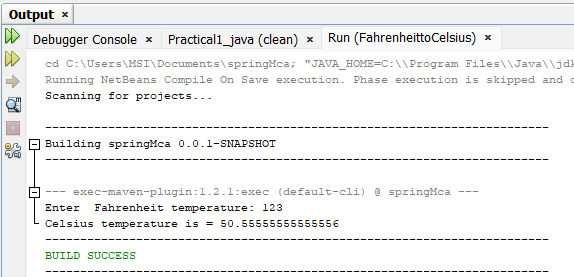 Output ×
Debugger Console × Practical1_java (clean) × Run (FahrenheittoCelsius) ×
cd C:\Users\MSI\Documents\springMca; "JAVA_HOME=C:\\Program Files\\Java\\jd
Running NetBeans Compile On Save execution. Phase execution is skipped and
Scanning for projects...
------------------------------------------------------------------------
Building springMca 0.0.1-SNAPSHOT
------------------------------------------------------------------------
--- exec-maven-plugin:1.2.1:exec (default-cli) @ springMca ---
Enter  Fahrenheit temperature: 123
Celsius temperature is = 50.55555555555556
------------------------------------------------------------------------
BUILD SUCCESS
------------------------------------------------------------------------